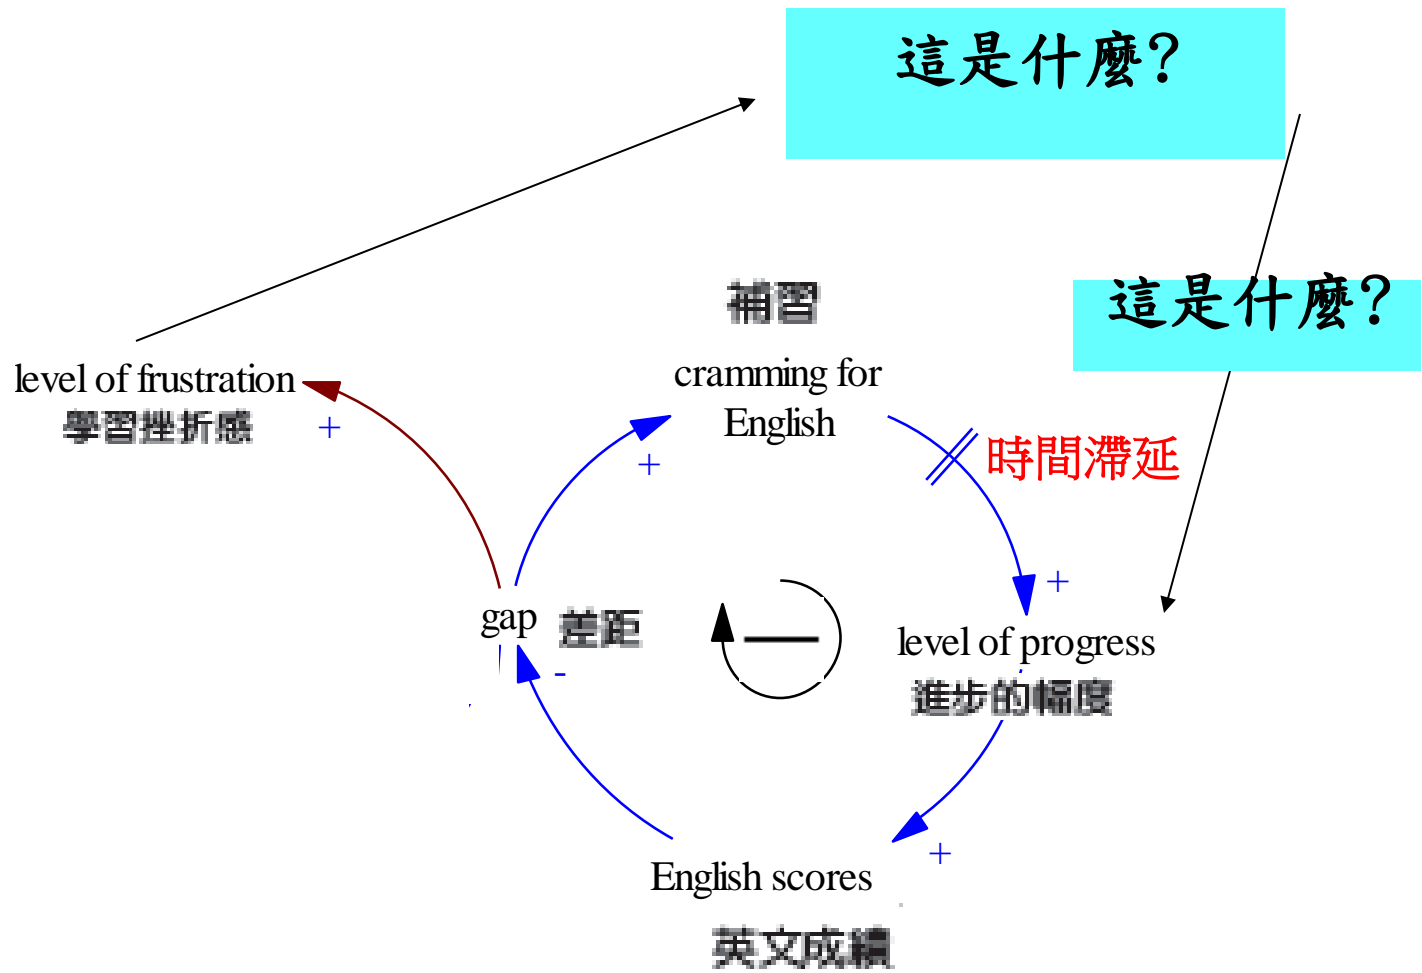 這是什麼?
這是什麼?
補習
cramming for
English
level of frustration
學習挫折感
+
+
時間滯延
+
gap
差距
-
level of progress
進步的幅度
+
English scores
英文成績